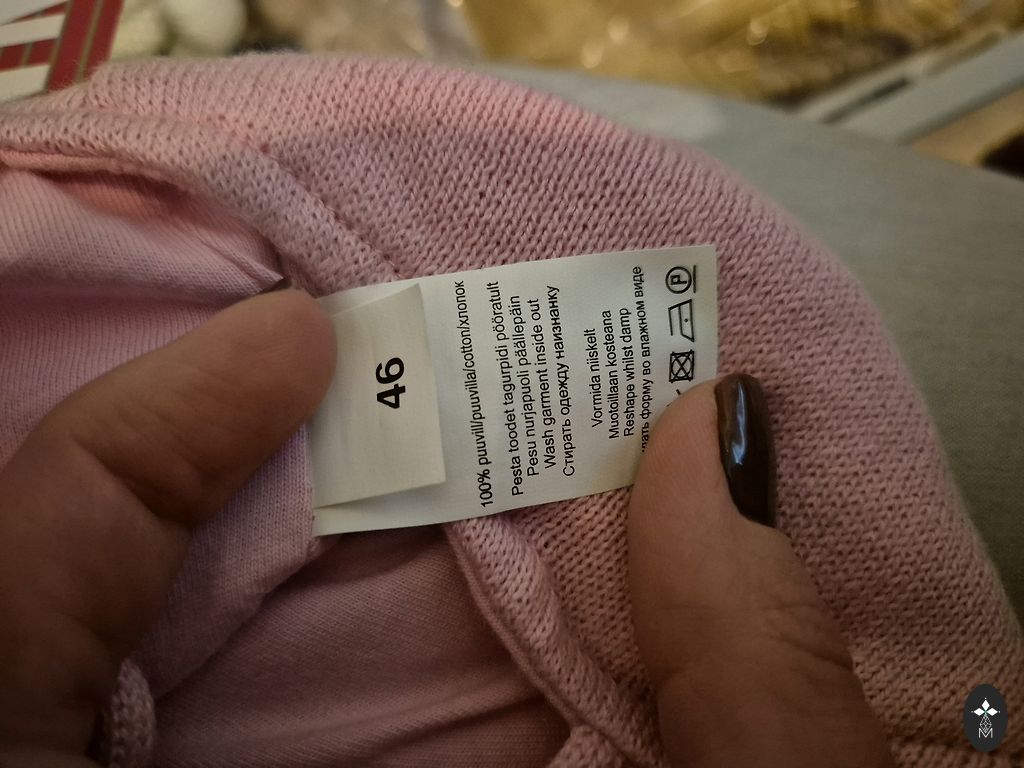 46
100% puuvill/puuvilla/cotton/хлопок
Pesta toodet tagurpidi pööratult
Pesu nurjapuoli päällepäin
Wash garment inside out
Стирать одежду наизнанку
Vormida niiskelt
Muotoillaan kosteana
Reshape whilst damp
форму во влажном виде
P
M